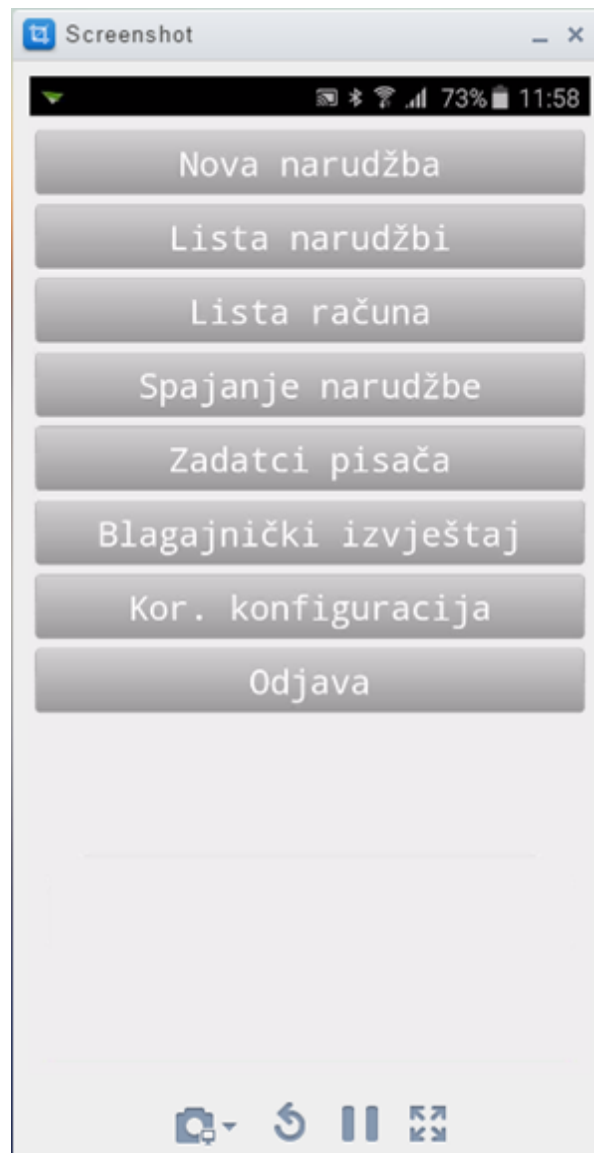 Screenshot
73% 11:58
Nova narudžba
Lista narudžbi
Lista računa
Spajanje narudžbe
Zadatci pisača
Blagajnički izvještaj
Kor. konfiguracija
Odjava